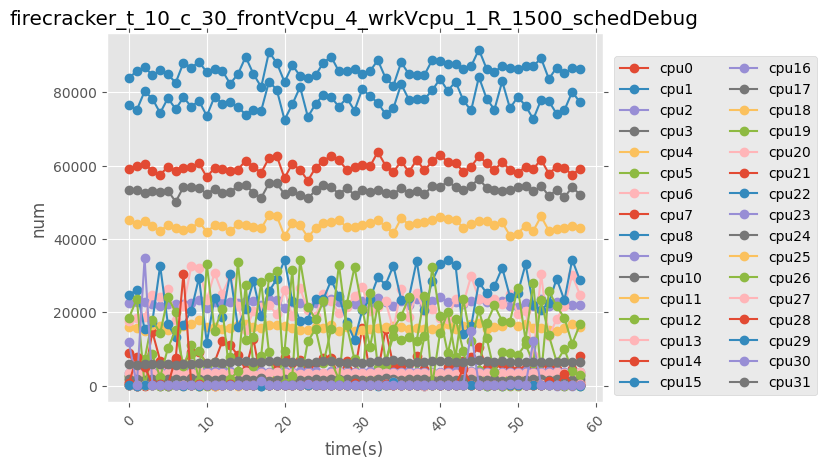 firecracker_t_10_c_30_frontVcpu_4_wrkVcpu_1_R_1500_schedDebug
num
80000
60000
40000
20000
0
0
10
20
30
40
50
60
time(s)
cpu0
cpu1
cpu2
cpu3
cpu4
cpu5
cpu6
cpu7
cpu8
cpu9
cpu10
cpu11
cpu12
cpu13
cpu14
cpu15
cpu16
cpu17
cpu18
cpu19
cpu20
cpu21
cpu22
cpu23
cpu24
cpu25
cpu26
cpu27
cpu28
cpu29
cpu30
cpu31